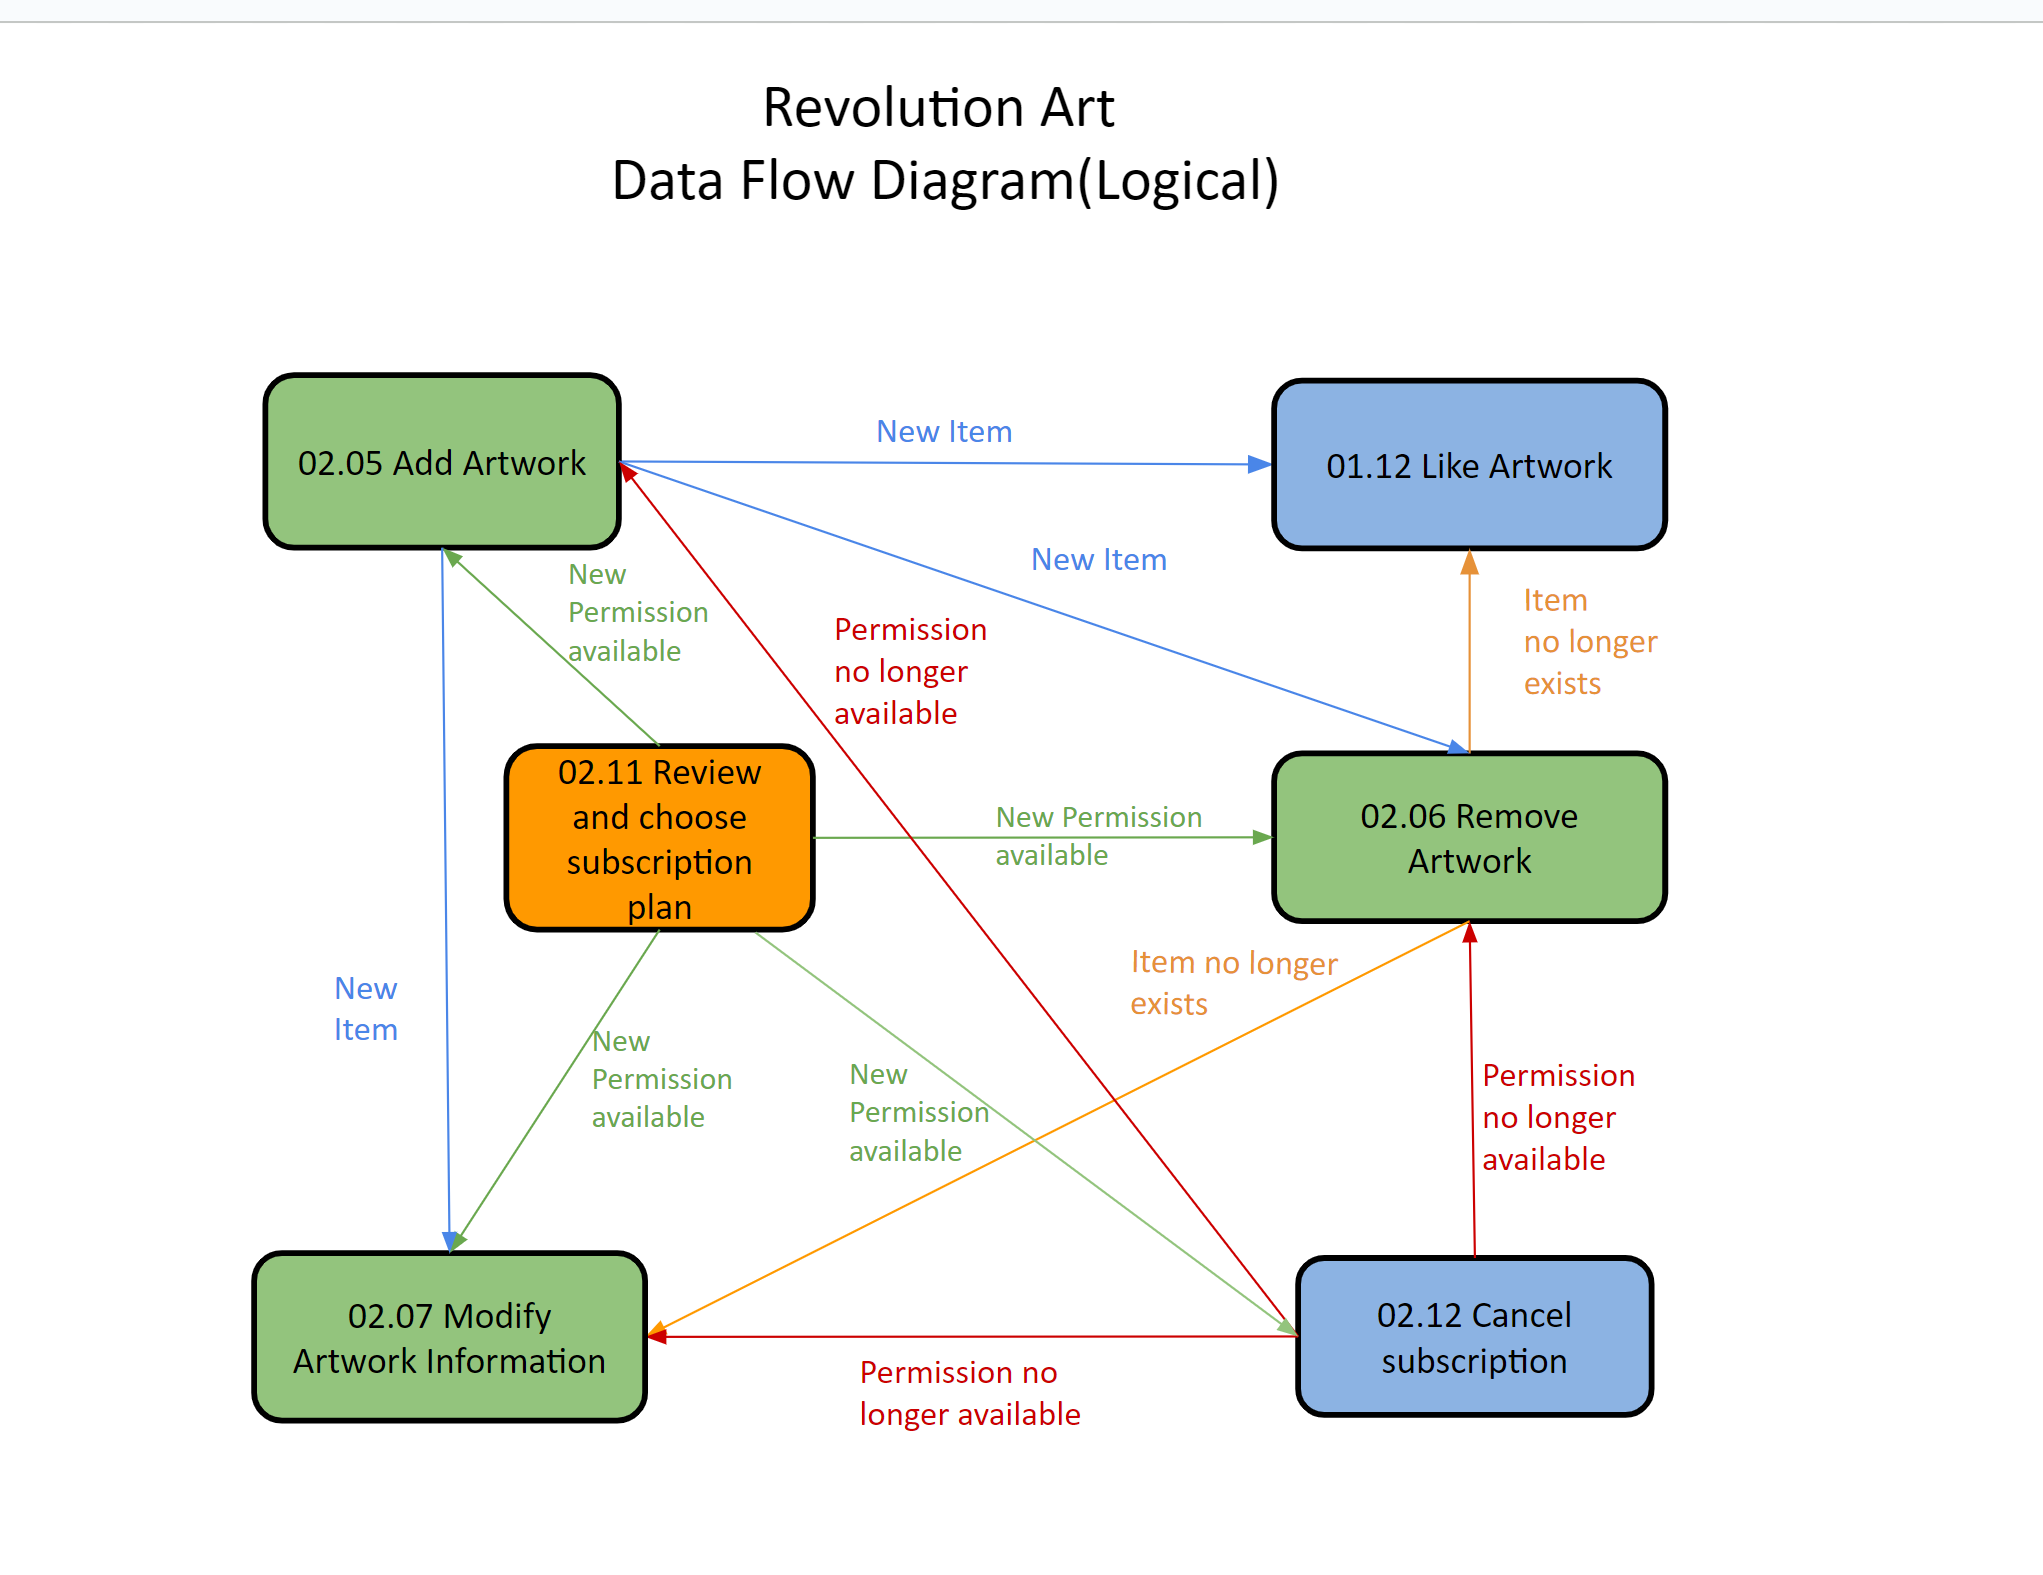 Revolution Art
Data Flow Diagram(Logical)
02.05 Add Artwork
New Item
01.12 Like Artwork
New Item
New
Permission
available
Permission
no longer
available
Item
no longer
exists
02.11 Review
and choose
subscription
plan
New Permission
available
02.06 Remove
Artwork
Item no longer
exists
New
Item
New
Permission
available
New
Permission
available
Permission
no longer
available
02.07 Modify
Artwork Information
Permission no
longer available
02.12 Cancel
subscription